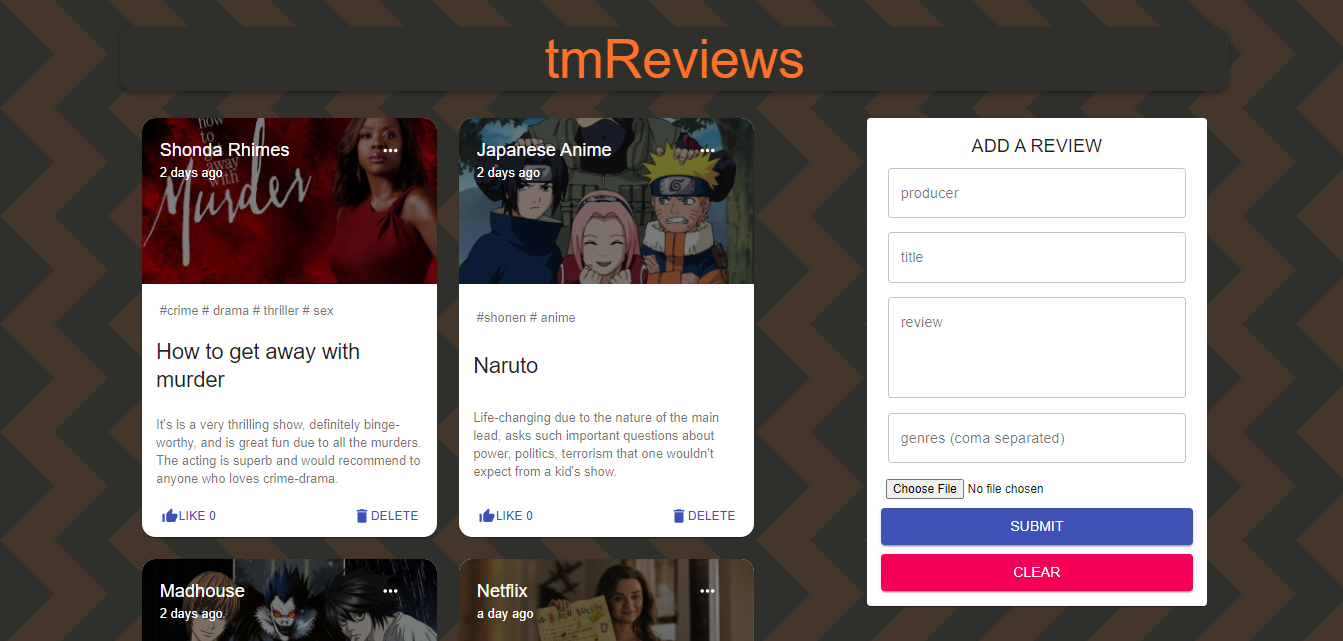 tmReviews
how
to
get
away
with
Murder
Shonda Rhimes
2 days ago
#crime # drama # thriller # sex
How to get away with
murder
It's is a very thrilling show, definitely binge-
worthy, and is great fun due to all the murders.
The acting is superb and would recommend to
anyone who loves crime-drama.
LIKE 0
DELETE
Japanese Anime
2 days ago
#shonen # anime
Naruto
Life-changing due to the nature of the main
lead, asks such important questions about
power, politics, terrorism that one wouldn't
expect from a kid's show.
LIKE 0
DELETE
Madhouse
2 days ago
Netflix
a day ago
ADD A REVIEW
producer
title
review
genres (coma separated)
Choose File No file chosen
SUBMIT
CLEAR